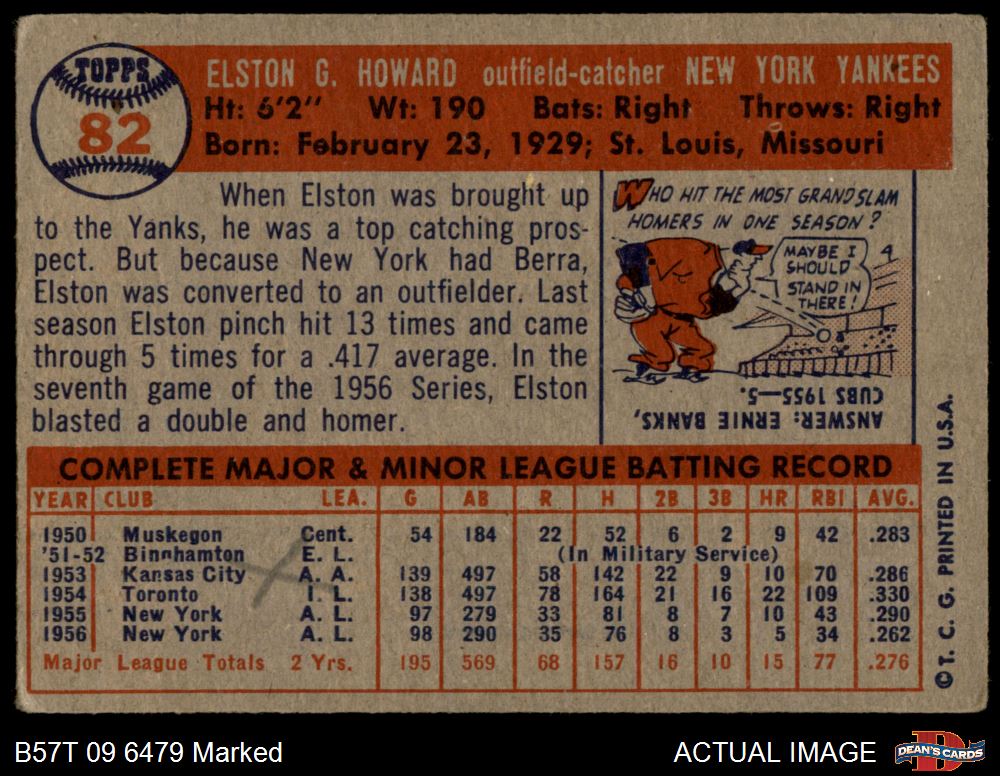 TOPPS
82
ELSTON G. HOWARD outfield-catcher NEW YORK YANKEES
Ht: 6'2" Wt: 190 Bats: Right Throws: Right
Born: February 23, 1929; St. Louis, Missouri
When Elston was brought up
to the Yanks, he was a top catching pros-
pect. But because New York had Berra,
Elston was converted to an outfielder. Last
season Elston pinch hit 13 times and came
through 5 times for a .417 average. In the
seventh game of the 1956 Series, Elston
blasted a double and homer.
WHO HIT THE MOST GRANDSLAM
HOMERS IN ONE SEASON?
MAYBE I
SHOULD
STAND IN
THERE!
4
ANSWER: ERNIE BANKS,
CUBS 1955—5.
COMPLETE MAJOR & MINOR LEAGUE BATTING RECORD
YEAR CLUB LEA. G AB R H 2B 3B HR RBI AVG.
1950 Muskegon Cent. 54 184 22 52 6 2 9 42 .283
'51-52 Binghamton E. L. (In Military Service)
1953 Kansas City A. A. 139 497 58 142 22 9 10 70 .286
1954 Toronto I. L. 138 497 78 164 21 16 22 109 .330
1955 New York A. L. 97 279 33 81 8 7 10 43 .290
1956 New York A. L. 98 290 35 76 8 3 5 34 .262
Major League Totals 2 Yrs. 195 569 68 157 16 10 15 77 .276
© T. C. G. PRINTED IN U.S.A.
B57T 09 6479 Marked
ACTUAL IMAGE
D
DEAN'S CARDS